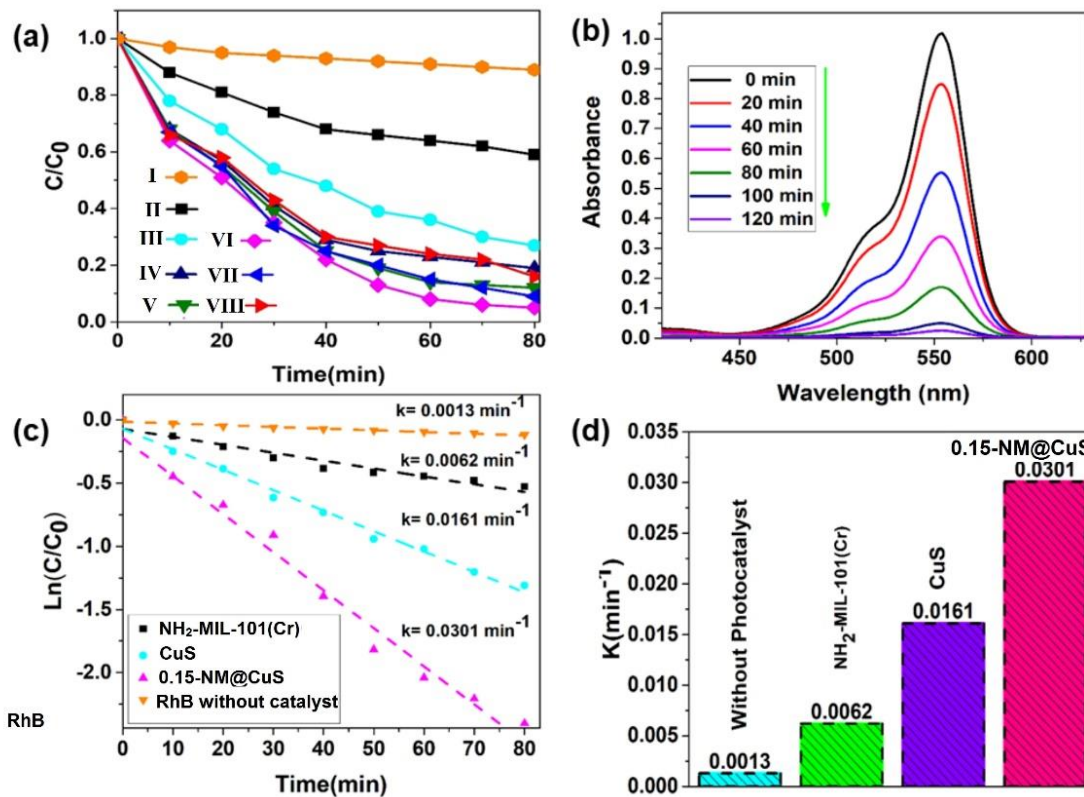 (a)
1.0
0.8
0.6
0.4
0.2
0.0
C/C₀
I
II
III VI
IV VII
V VIII
0 10 20 30 40 50 60 70 80
Time(min)
(b)
1.0
0.9
0.8
0.7
0.6
0.5
0.4
0.3
0.2
0.1
0.0
Absorbance
0 min
20 min
40 min
60 min
80 min
100 min
120 min
450 500 550 600
Wavelength (nm)
(c)
0.0
-0.5
-1.0
-1.5
-2.0
Ln(C/C₀)
k= 0.0013 min⁻¹
k= 0.0062 min⁻¹
k= 0.0161 min⁻¹
k= 0.0301 min⁻¹
NH₂-MIL-101(Cr)
CuS
0.15-NM@CuS
RhB without catalyst
RhB
0 10 20 30 40 50 60 70 80
Time(min)
(d)
0.035
0.030
0.025
0.020
0.015
0.010
0.005
0.000
K(min⁻¹)
Without Photocatalyst
0.0013
NH₂-MIL-101(Cr)
0.0062
CuS
0.0161
0.15-NM@CuS
0.0301